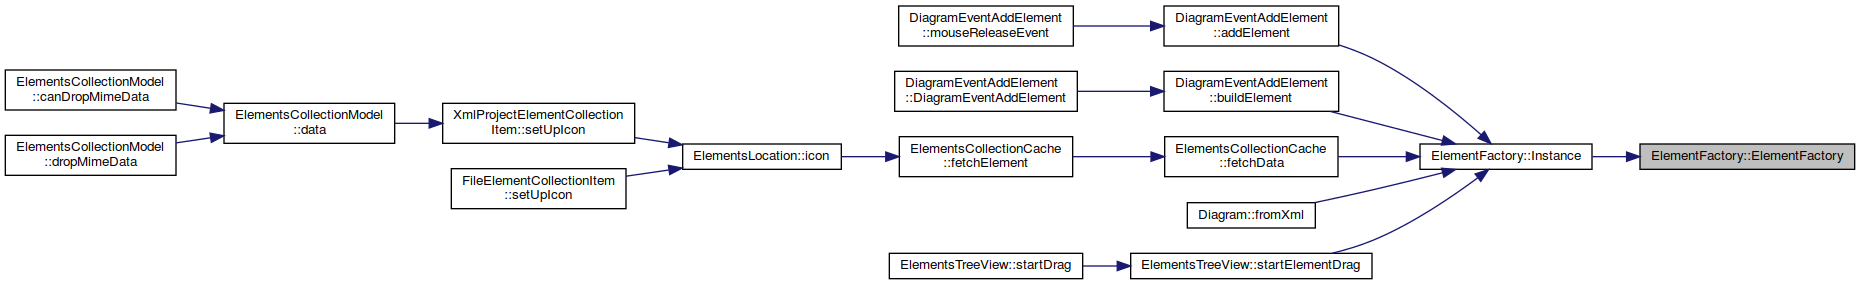 DiagramEventAddElement
::mouseReleaseEvent
DiagramEventAddElement
::addElement
ElementsCollectionModel
::canDropMimeData
DiagramEventAddElement
::DiagramEventAddElement
DiagramEventAddElement
::buildElement
ElementsCollectionModel
::data
XmlProjectElementCollection
Item::setUpIcon
ElementsCollectionModel
::dropMimeData
ElementsLocation::icon
ElementsCollectionCache
::fetchElement
ElementsCollectionCache
::fetchData
ElementFactory::Instance
ElementFactory::ElementFactory
FileElementCollectionItem
::setUpIcon
Diagram::fromXml
ElementsTreeView::startDrag
ElementsTreeView::startElementDrag